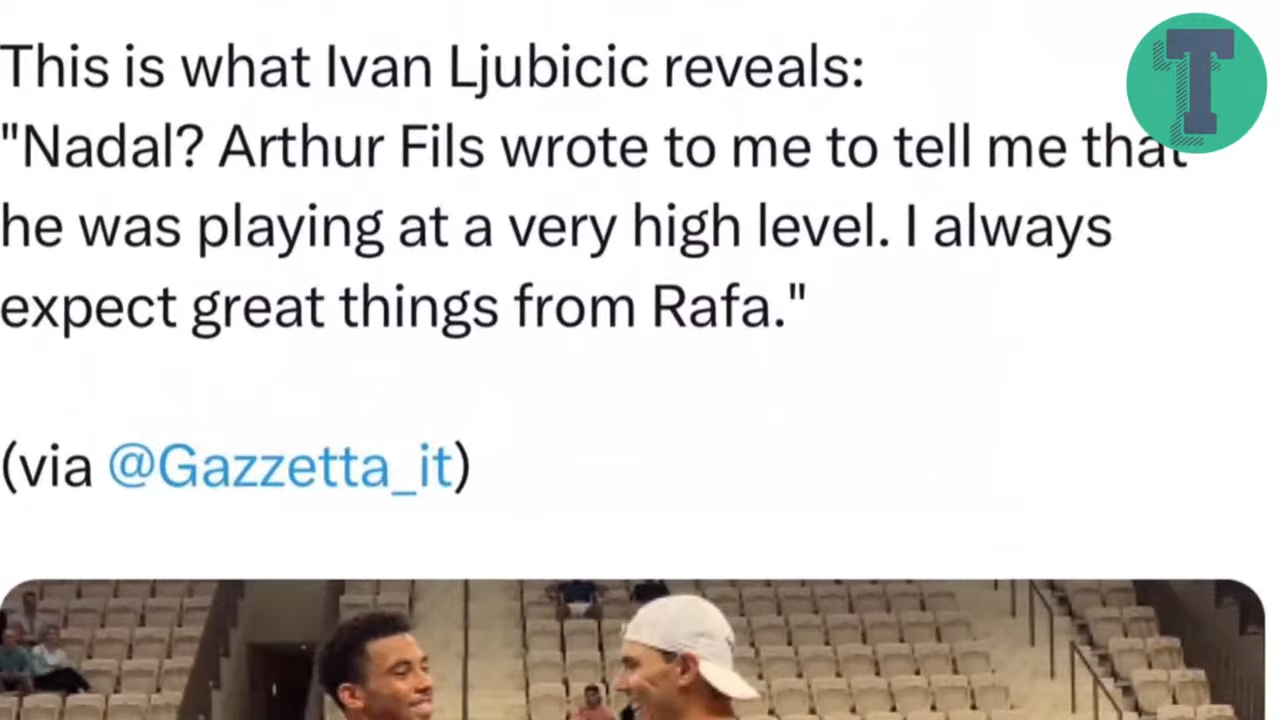 This is what Ivan Ljubicic reveals:
"Nadal? Arthur Fils wrote to me to tell me that
he was playing at a very high level. I always
expect great things from Rafa."
(via @Gazzetta_it)
T